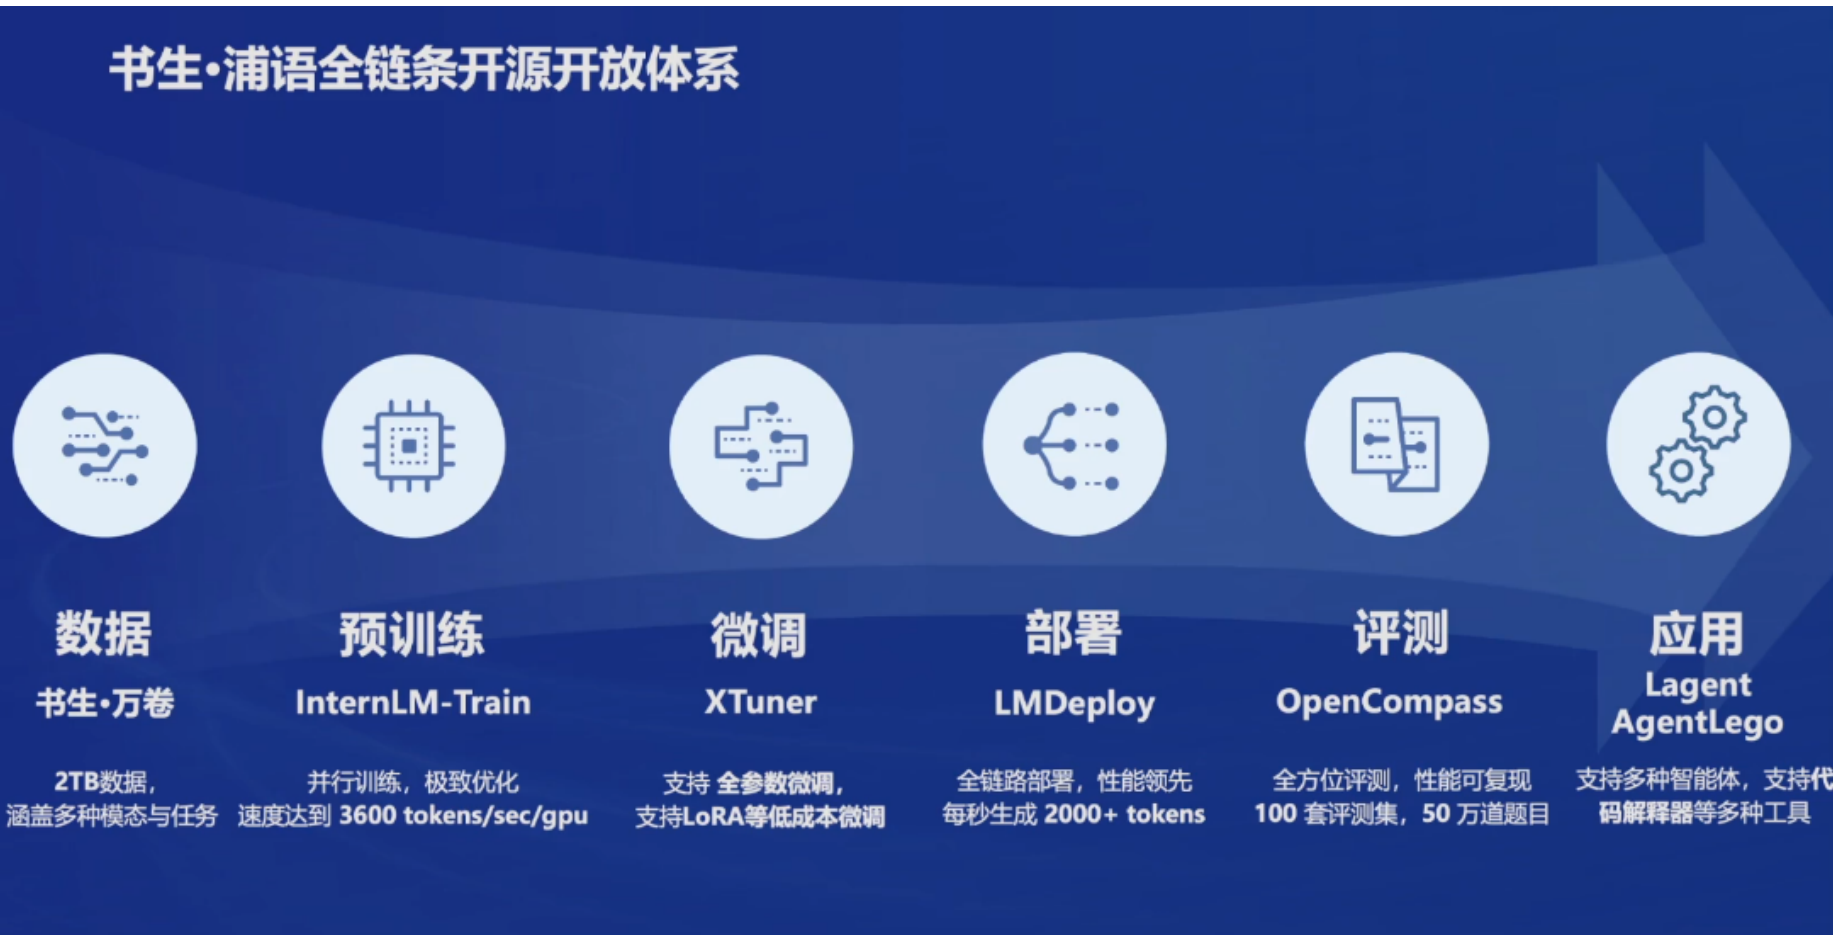 书生•浦语全链条开源开放体系
数据
书生•万卷
2TB数据，
涵盖多种模态与任务
预训练
InternLM-Train
并行训练，极致优化
速度达到 3600 tokens/sec/gpu
微调
XTuner
支持 全参数微调，
支持LoRA等低成本微调
部署
LMDeploy
全链路部署，性能领先
每秒生成 2000+ tokens
评测
OpenCompass
全方位评测，性能可复现
100 套评测集，50 万道题目
应用
Lagent
AgentLego
支持多种智能体，支持代
码解释器等多种工具